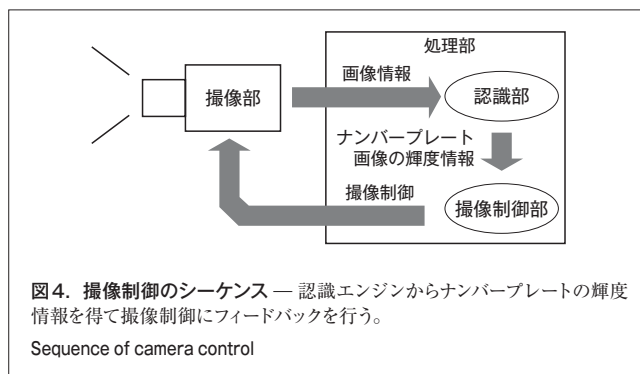 処理部
画像情報
撮像部
認識部
ナンバープレート
画像の輝度情報
撮像制御
撮像制御部
図4. 撮像制御のシーケンス — 認識エンジンからナンバープレートの輝度
情報を得て撮像制御にフィードバックを行う。
Sequence of camera control